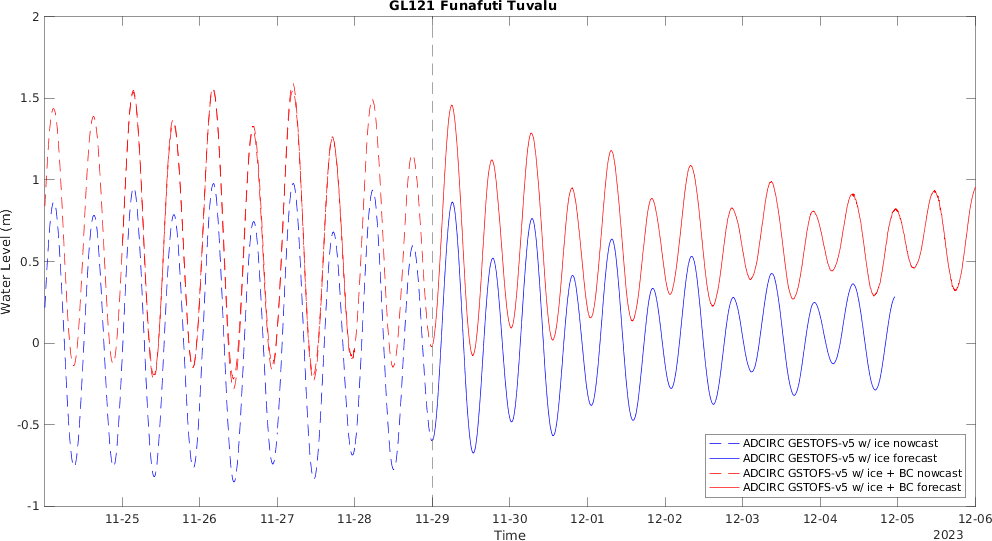 GL121 Funafuti Tuvalu
2
1.5
1
0.5
0
-0.5
-1
Water Level (m)
11-25
11-26
11-27
11-28
11-29
11-30
12-01
12-02
12-03
12-04
12-05
12-06
Time
2023
ADCIRC GESTOFS-v5 w/ ice nowcast
ADCIRC GESTOFS-v5 w/ ice forecast
ADCIRC GSTOFS-v5 w/ ice + BC nowcast
ADCIRC GSTOFS-v5 w/ ice + BC forecast